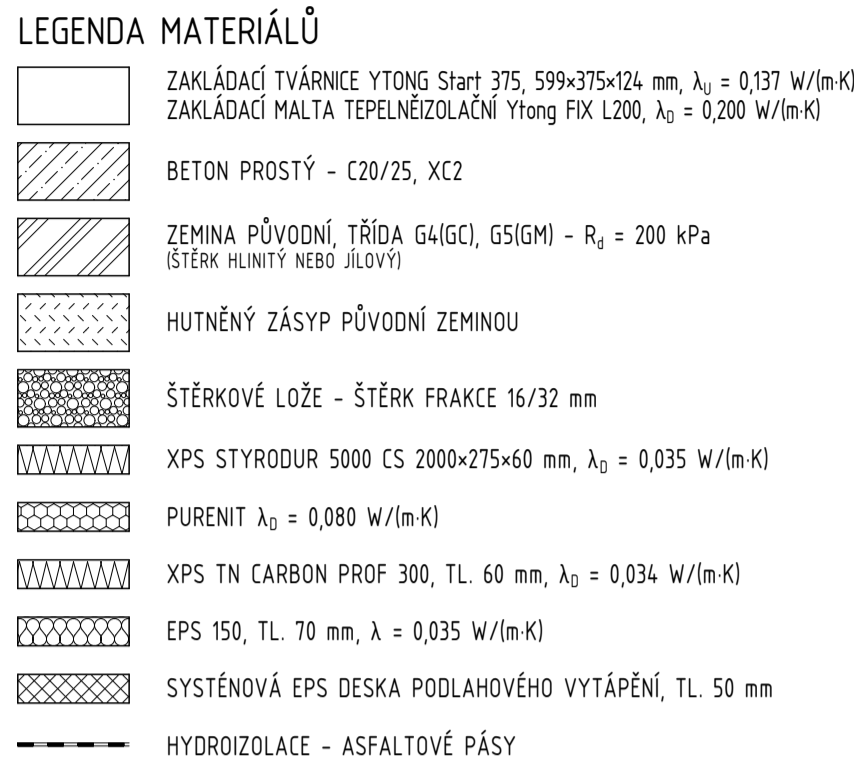 LEGENDA MATERIÁLŮ
ZAKLÁDACÍ TVÁRNICE YTONG Start 375, 599×375×124 mm, λU = 0,137 W/(m·K)
ZAKLÁDACÍ MALTA TEPELNĚIZOLAČNÍ Ytong FIX L200, λD = 0,200 W/(m·K)
BETON PROSTÝ - C20/25, XC2
ZEMINA PŮVODNÍ, TŘÍDA G4(GC), G5(GM) - Rd = 200 kPa
(ŠTĚRK HLINITÝ NEBO JÍLOVÝ)
HUTNĚNÝ ZÁSYP PŮVODNÍ ZEMINOU
ŠTĚRKOVÉ LOŽE - ŠTĚRK FRAKCE 16/32 mm
XPS STYRODUR 5000 CS 2000×275×60 mm, λD = 0,035 W/(m·K)
PURENIT λD = 0,080 W/(m·K)
XPS TN CARBON PROF 300, TL. 60 mm, λD = 0,034 W/(m·K)
EPS 150, TL. 70 mm, λ = 0,035 W/(m·K)
SYSTÉNOVÁ EPS DESKA PODLAHOVÉHO VYTÁPĚNÍ, TL. 50 mm
HYDROIZOLACE - ASFALTOVÉ PÁSY